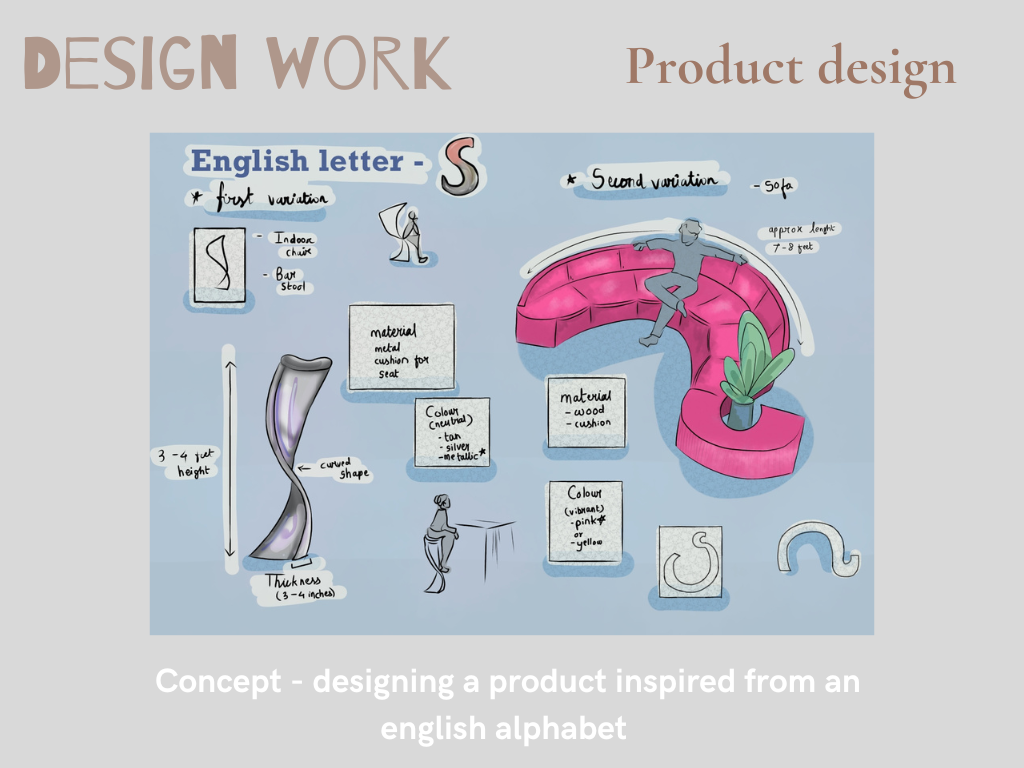 DESIGN WORK
Product design
English letter - S
* first variation
- Indoor
chair
- Bar
stool
material
metal
cushion for
seat
Colour
(neutral)
- tan
- silver
- metallic*
3 - 4 feet
height
← curved
shape
Thickness
(3 - 4 inches)
* Second variation
- Sofa
approx lenght
7 - 8 feet
material
- wood
- cushion
Colour
(vibrant)
- pink*
or
- yellow
Concept - designing a product inspired from an
english alphabet